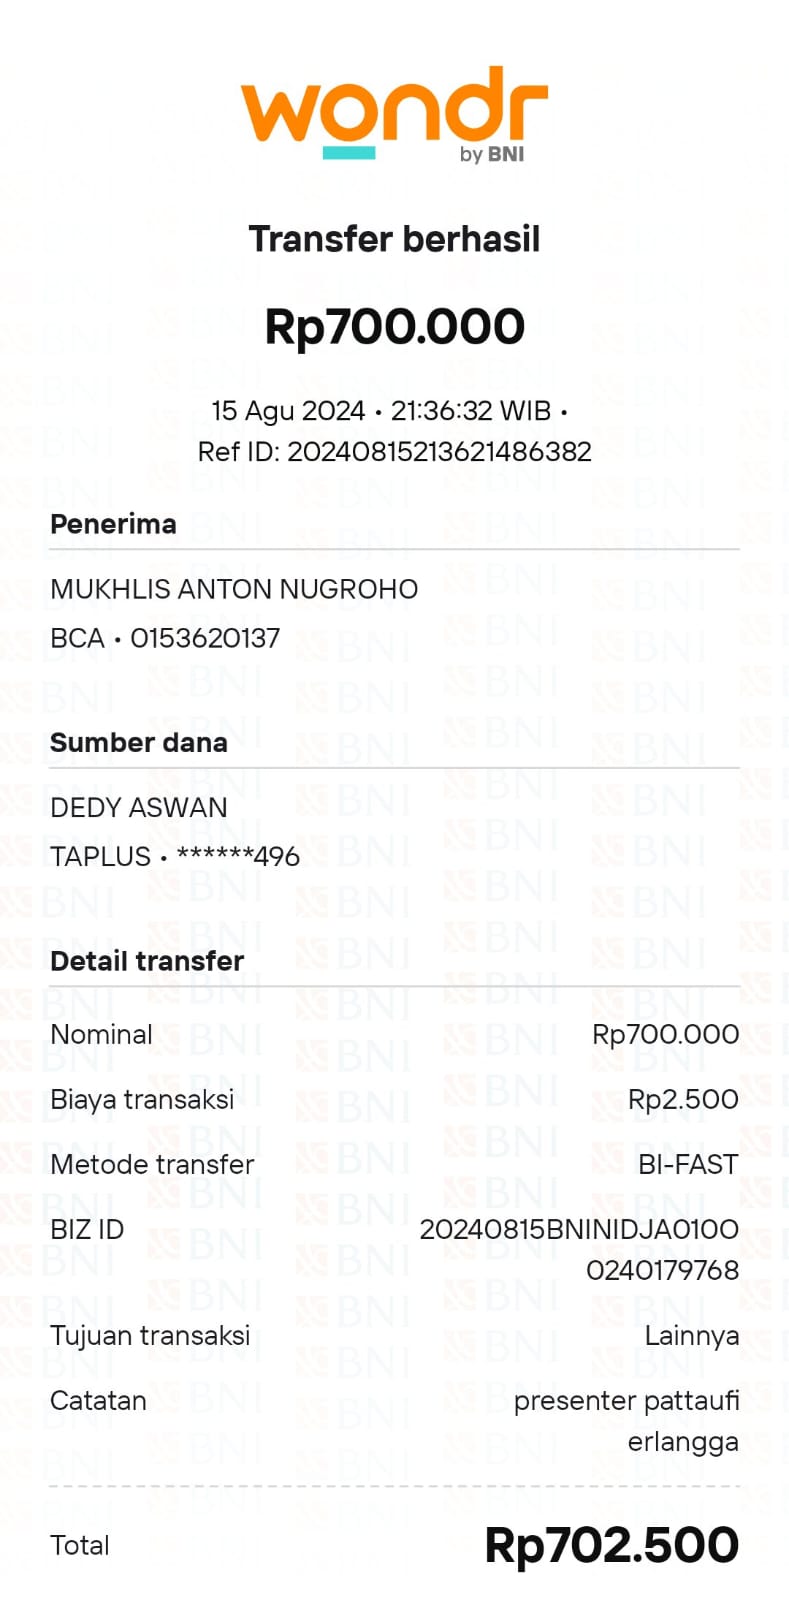 wondr
by BNI
Transfer berhasil
Rp700.000
15 Agu 2024 • 21:36:32 WIB •
Ref ID: 20240815213621486382
Penerima
MUKHLIS ANTON NUGROHO
BCA • 0153620137
Sumber dana
DEDY ASWAN
TAPLUS • ******496
Detail transfer
Nominal Rp700.000
Biaya transaksi Rp2.500
Metode transfer BI-FAST
BIZ ID 20240815BNINIDJA0100
0240179768
Tujuan transaksi Lainnya
Catatan presenter pattaufi
erlangga
Total Rp702.500